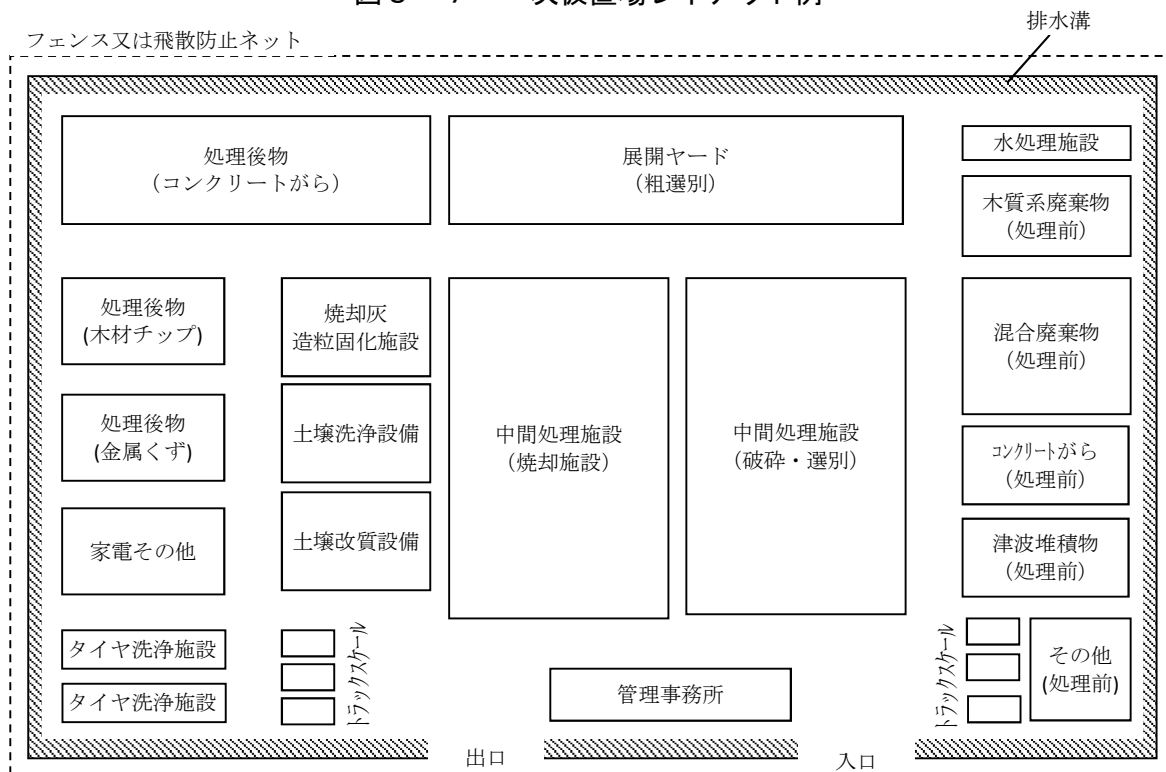 フェンス又は飛散防止ネット
排水溝
処理後物
（コンクリートがら）
展開ヤード
（粗選別）
水処理施設
木質系廃棄物
（処理前）
処理後物
(木材チップ)
焼却灰
造粒固化施設
中間処理施設
（焼却施設）
中間処理施設
（破砕・選別）
混合廃棄物
（処理前）
処理後物
(金属くず)
土壌洗浄設備
ｺﾝｸﾘｰﾄがら
（処理前）
家電その他
土壌改質設備
津波堆積物
（処理前）
タイヤ洗浄施設
タイヤ洗浄施設
トラックスケール
管理事務所
トラックスケール
その他
(処理前)
出口
入口